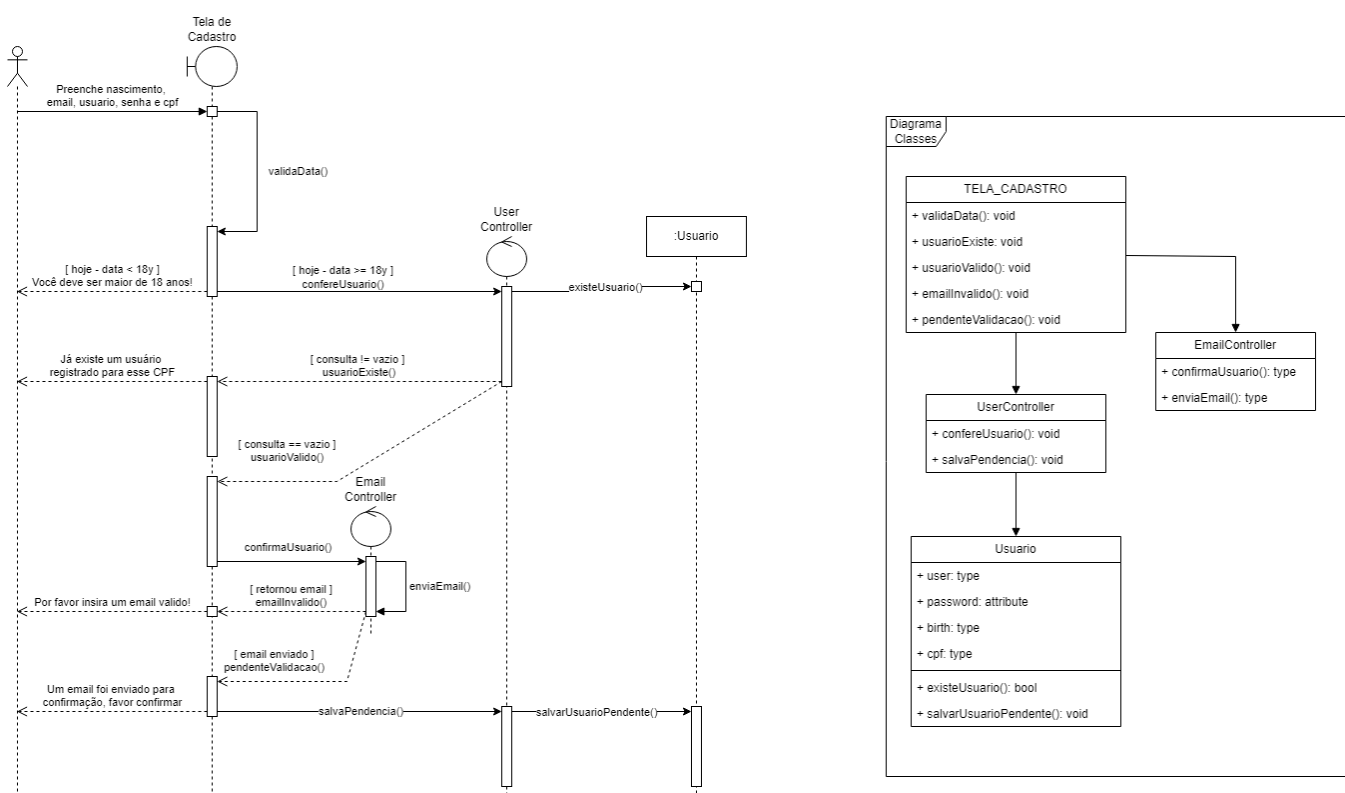 Tela de
Cadastro
Preenche nascimento,
email, usuario, senha e cpf
validaData()
User
Controller
:Usuario
[ hoje - data < 18y ]
Você deve ser maior de 18 anos!
[ hoje - data >= 18y ]
confereUsuario()
existeUsuario()
Já existe um usuário
registrado para esse CPF
[ consulta != vazio ]
usuarioExiste()
[ consulta == vazio ]
usuarioValido()
Email
Controller
confirmaUsuario()
enviaEmail()
[ retornou email ]
emailInvalido()
Por favor insira um email valido!
[ email enviado ]
pendenteValidacao()
Um email foi enviado para
confirmação, favor confirmar
salvaPendencia()
salvarUsuarioPendente()
Diagrama
Classes
TELA_CADASTRO
+ validaData(): void
+ usuarioExiste: void
+ usuarioValido(): void
+ emailInvalido(): void
+ pendenteValidacao(): void
EmailController
+ confirmaUsuario(): type
+ enviaEmail(): type
UserController
+ confereUsuario(): void
+ salvaPendencia(): void
Usuario
+ user: type
+ password: attribute
+ birth: type
+ cpf: type
+ existeUsuario(): bool
+ salvarUsuarioPendente(): void